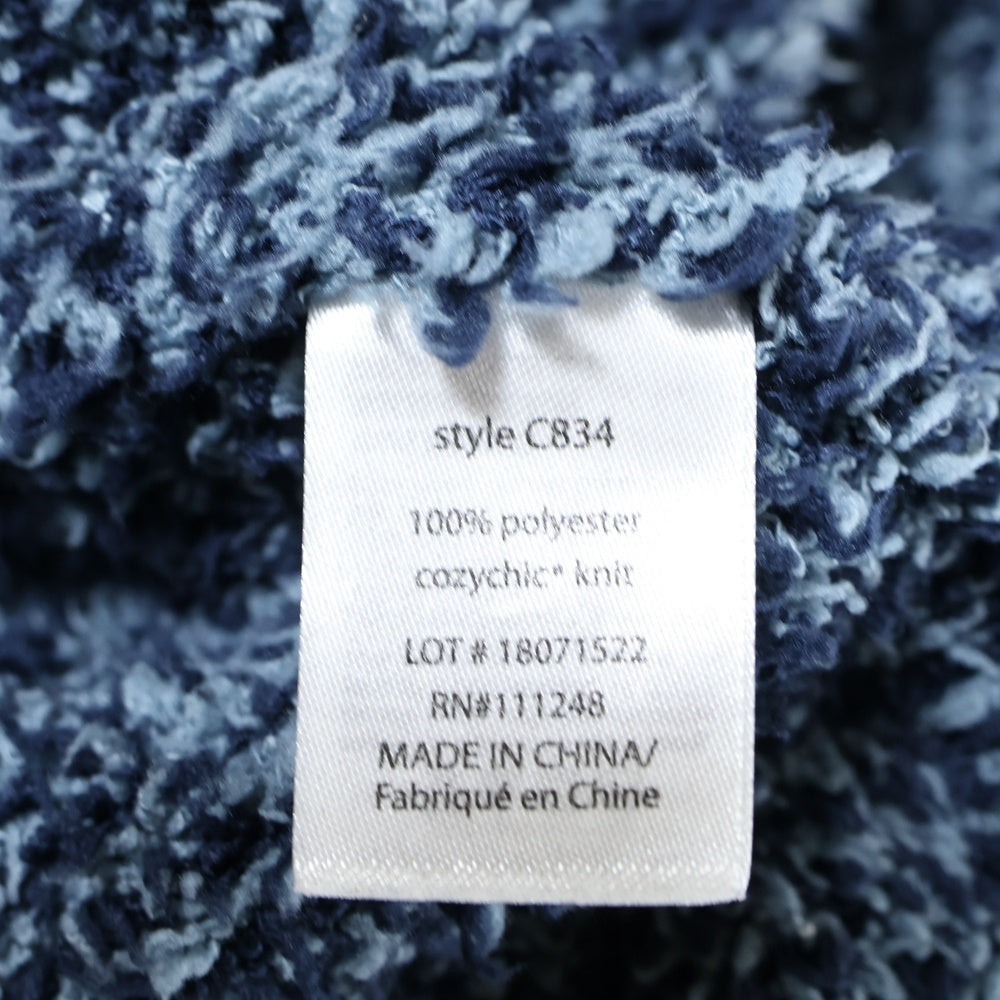 style C834
100% polyester
cozychic® knit
LOT # 18071522
RN#111248
MADE IN CHINA/
Fabriqué en Chine